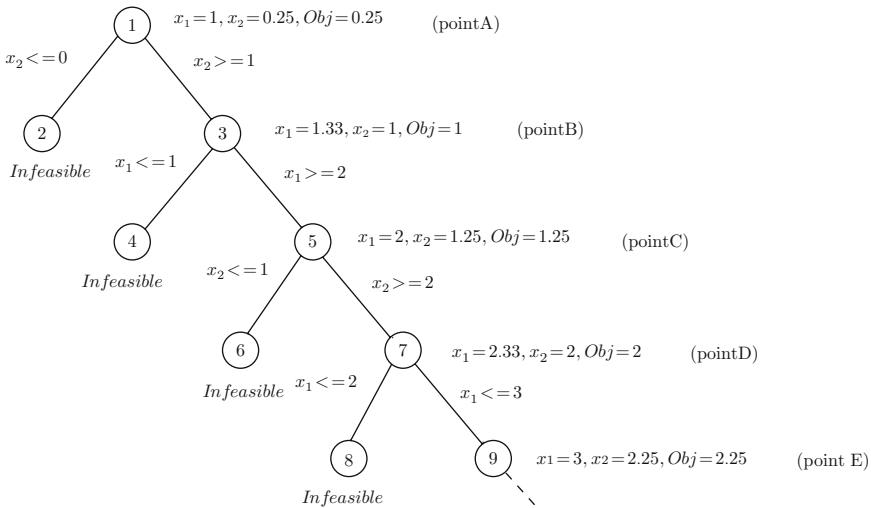 1 x₁=1, x₂=0.25, Obj=0.25 (pointA)
x₂<=0 x₂>=1
2 3 x₁=1.33, x₂=1, Obj=1 (pointB)
Infeasible x₁<=1 x₁>=2
4 5 x₁=2, x₂=1.25, Obj=1.25 (pointC)
Infeasible x₂<=1 x₂>=2
6 7 x₁=2.33, x₂=2, Obj=2 (pointD)
Infeasible x₁<=2 x₁<=3
8 9 x1=3, x2=2.25, Obj=2.25 (point E)
Infeasible